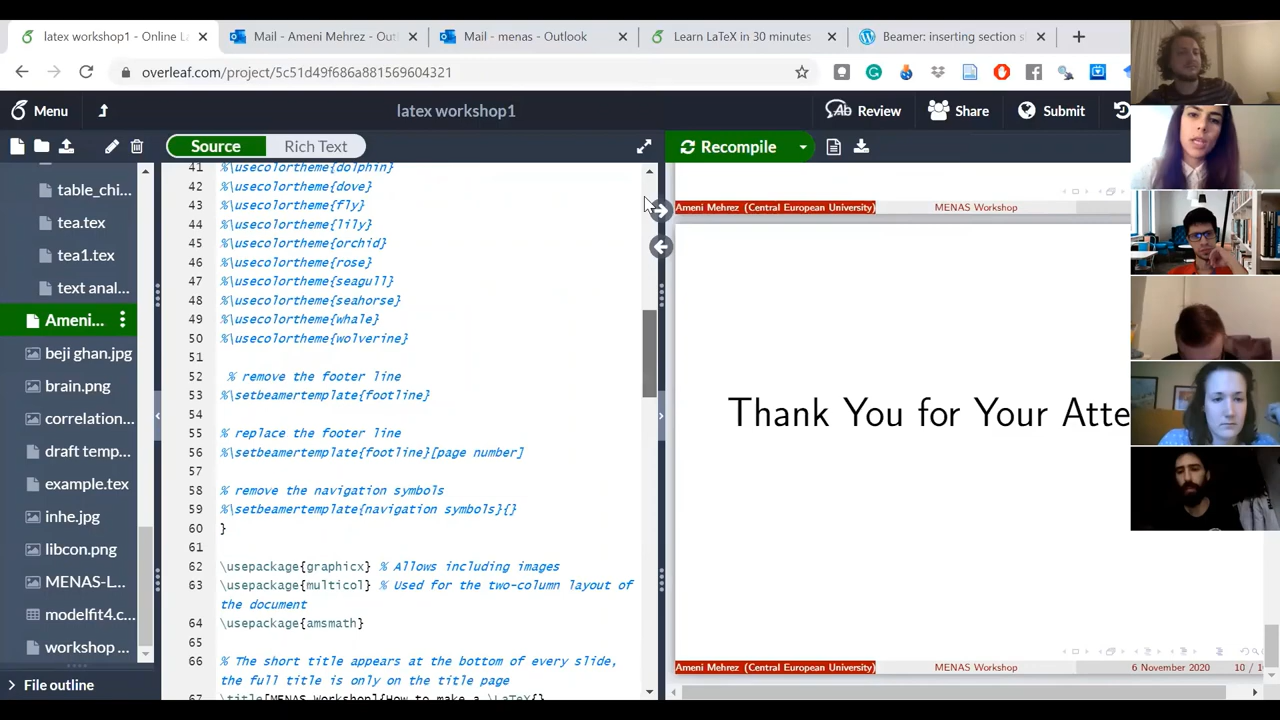 latex workshop1 - Online L
Mail - Ameni Mehrez - Out
Mail - menas - Outlook
Learn LaTeX in 30 minutes
Beamer: inserting section s
overleaf.com/project/5c51d49f686a881569604321
Menu
latex workshop1
Review
Share
Submit
Source
Rich Text
Recompile
table_chi...
tea.tex
tea1.tex
text anal...
Ameni...
beji ghan.jpg
brain.png
correlation...
draft temp...
example.tex
inhe.jpg
libcon.png
MENAS-L...
modelfit4.c...
workshop ...
File outline
41 %\usecolortheme{dolphin}
42 %\usecolortheme{dove}
43 %\usecolortheme{fly}
44 %\usecolortheme{lily}
45 %\usecolortheme{orchid}
46 %\usecolortheme{rose}
47 %\usecolortheme{seagull}
48 %\usecolortheme{seahorse}
49 %\usecolortheme{whale}
50 %\usecolortheme{wolverine}
51
52 % remove the footer line
53 %\setbeamertemplate{footline}
54
55 % replace the footer line
56 %\setbeamertemplate{footline}[page number]
57
58 % remove the navigation symbols
59 %\setbeamertemplate{navigation symbols}{}
60 }
61
62 \usepackage{graphicx} % Allows including images
63 \usepackage{multicol} % Used for the two-column layout of
the document
64 \usepackage{amsmath}
65
66 % The short title appears at the bottom of every slide,
the full title is only on the title page
67 \title[MENAS Workshop]{How to make a \LaTeX{}
Ameni Mehrez (Central European University) MENAS Workshop
Thank You for Your Atte
Ameni Mehrez (Central European University) MENAS Workshop 6 November 2020 10 / 1